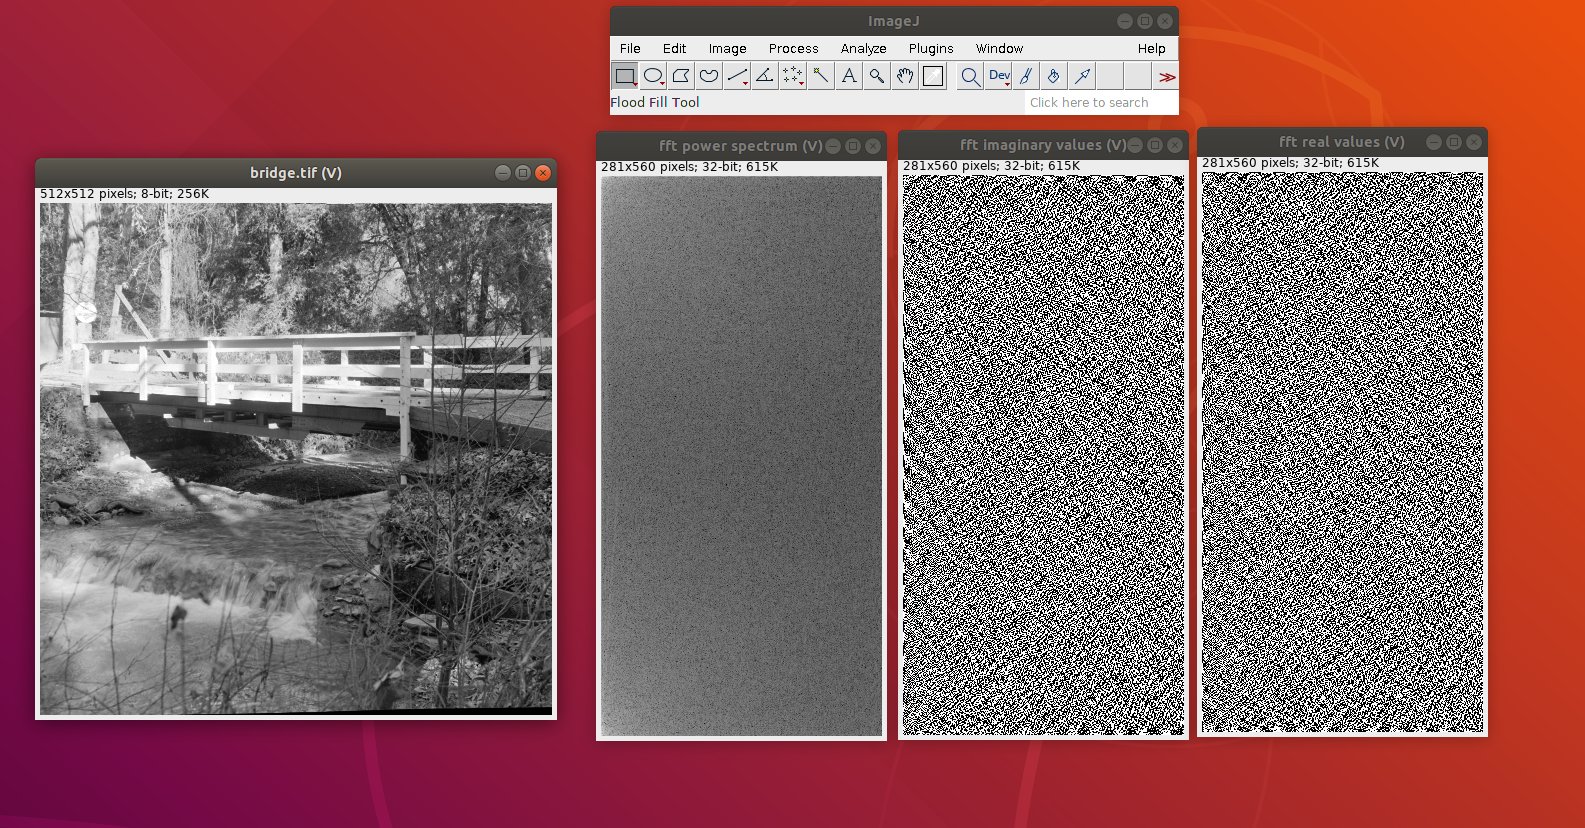 ImageJ
File Edit Image Process Analyze Plugins Window Help
A Dev ≫
Flood Fill Tool Click here to search
bridge.tif (V)
512x512 pixels; 8-bit; 256K
fft power spectrum (V)
281x560 pixels; 32-bit; 615K
fft imaginary values (V)
281x560 pixels; 32-bit; 615K
fft real values (V)
281x560 pixels; 32-bit; 615K